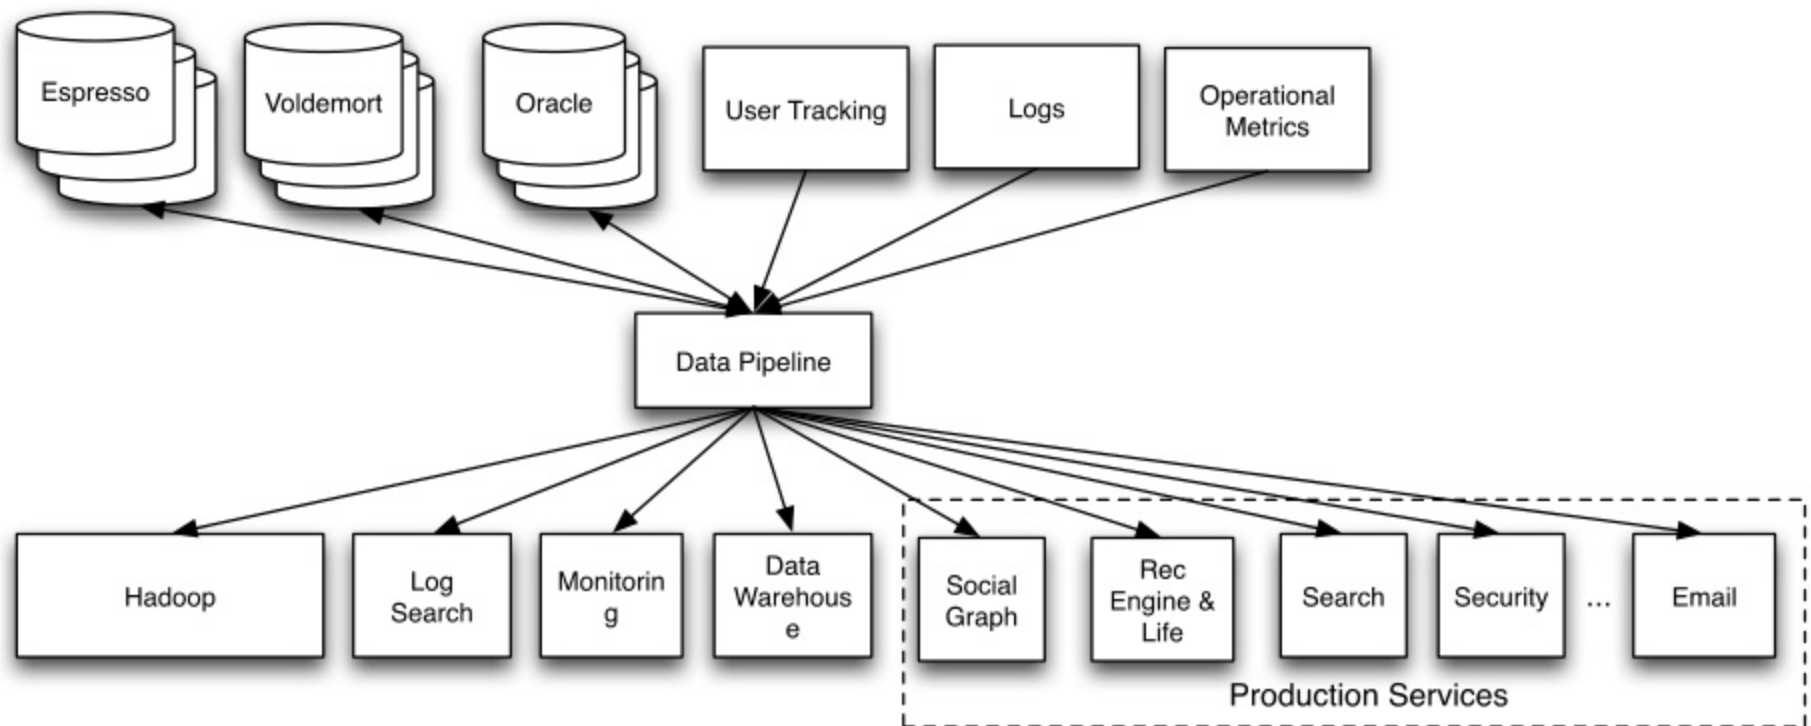 Espresso
Voldemort
Oracle
User Tracking
Logs
Operational
Metrics
Data Pipeline
Hadoop
Log
Search
Monitorin
g
Data
Warehous
e
Social
Graph
Rec
Engine &
Life
Search
Security
...
Email
Production Services